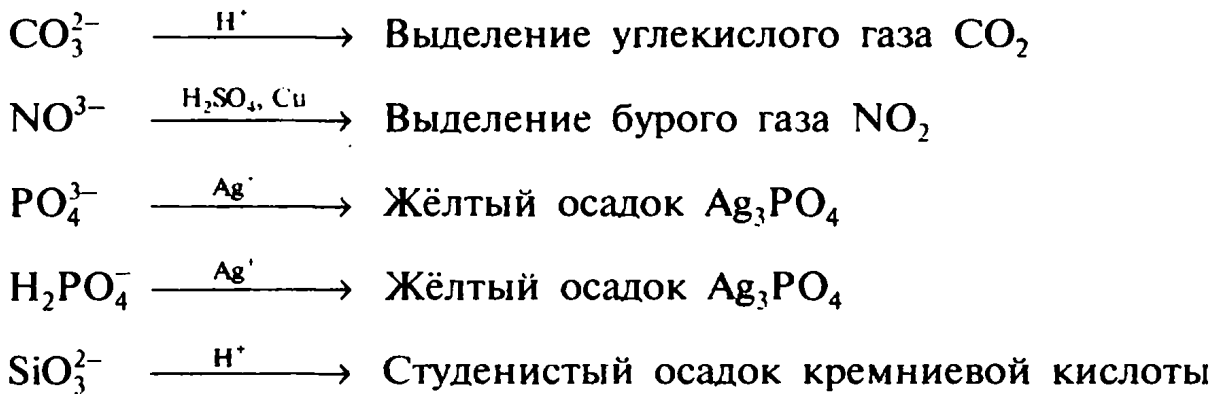 CO₃²⁻ —H⁺→ Выделение углекислого газа CO₂
NO³⁻ —H₂SO₄, Cu→ Выделение бурого газа NO₂
PO₄³⁻ —Ag⁺→ Жёлтый осадок Ag₃PO₄
H₂PO₄⁻ —Ag⁺→ Жёлтый осадок Ag₃PO₄
SiO₃²⁻ —H⁺→ Студенистый осадок кремниевой кислоты